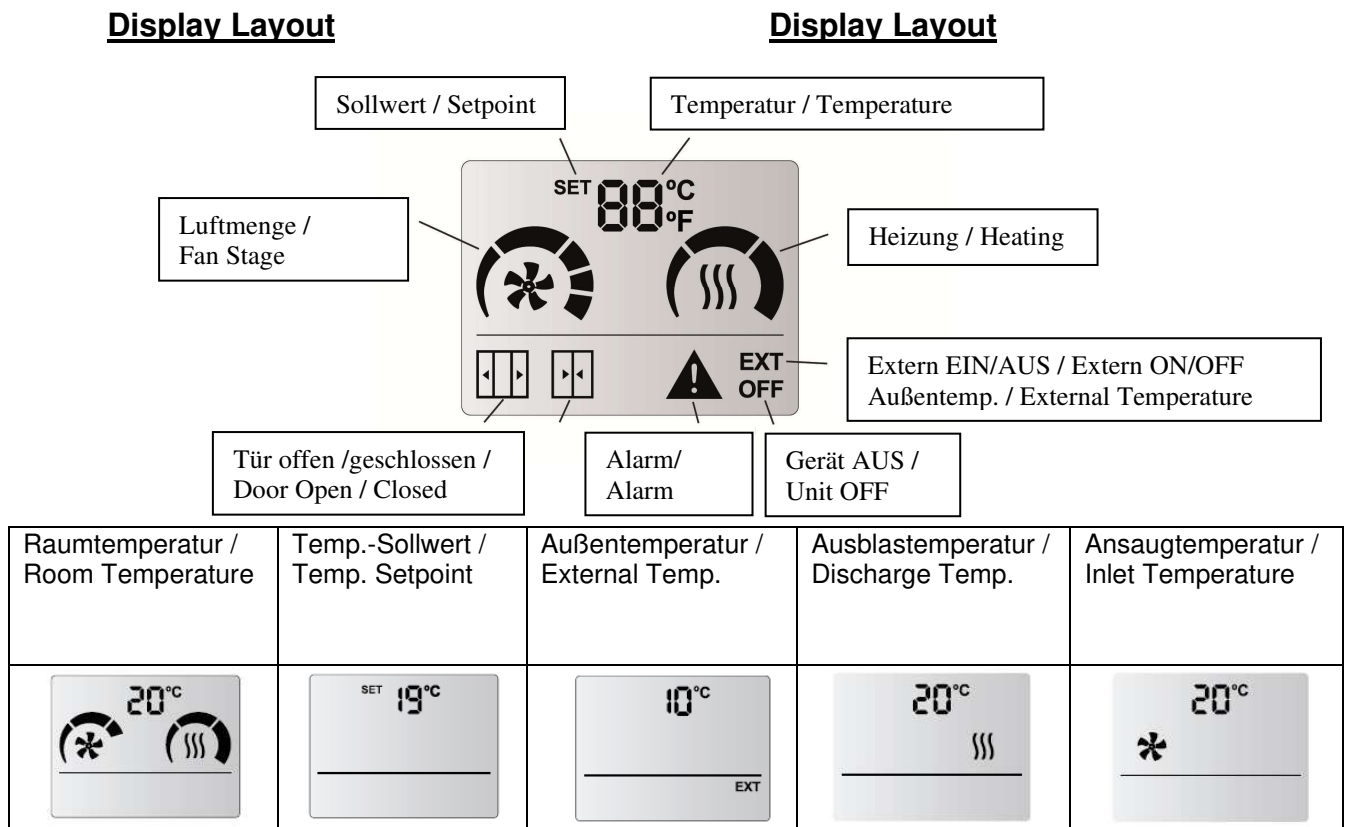 Display Layout Display Layout
Sollwert / Setpoint
Temperatur / Temperature
SET 88 °C
°F
Luftmenge /
Fan Stage
Heizung / Heating
EXT
OFF
Extern EIN/AUS / Extern ON/OFF
Außentemp. / External Temperature
Tür offen /geschlossen /
Door Open / Closed
Alarm/
Alarm
Gerät AUS /
Unit OFF
Raumtemperatur /
Room Temperature
Temp.-Sollwert /
Temp. Setpoint
Außentemperatur /
External Temp.
Ausblastemperatur /
Discharge Temp.
Ansaugtemperatur /
Inlet Temperature
20°C
SET 19°C
10°C
EXT
20°C
20°C